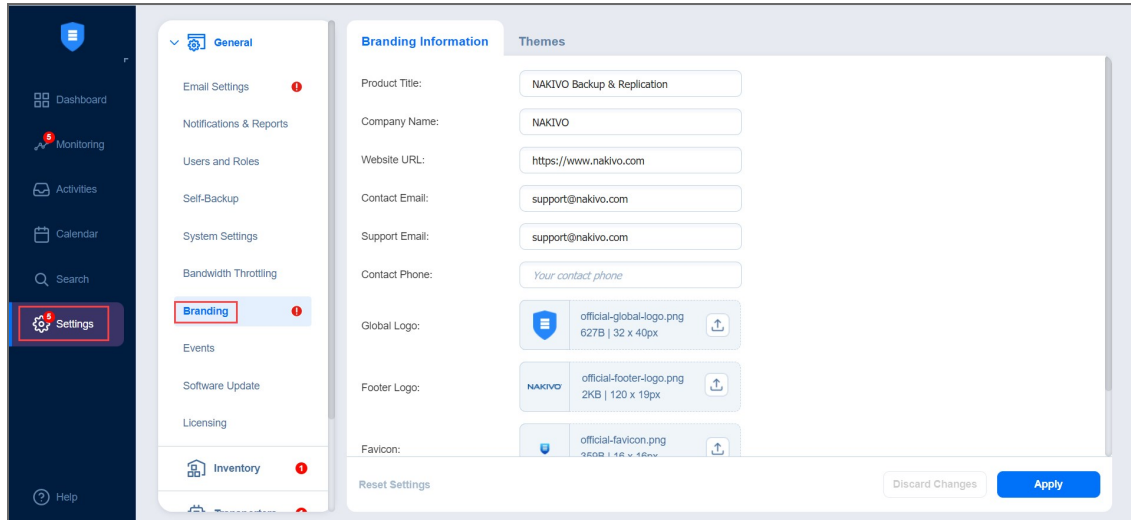 Dashboard
5
Monitoring
Activities
Calendar
Search
5
Settings
Help
General
Email Settings !
Notifications & Reports
Users and Roles
Self-Backup
System Settings
Bandwidth Throttling
Branding !
Events
Software Update
Licensing
Inventory 1
Branding Information Themes
Product Title: NAKIVO Backup & Replication
Company Name: NAKIVO
Website URL: https://www.nakivo.com
Contact Email: support@nakivo.com
Support Email: support@nakivo.com
Contact Phone: Your contact phone
Global Logo: official-global-logo.png
627B | 32 x 40px
Footer Logo: NAKIVO official-footer-logo.png
2KB | 120 x 19px
Favicon: official-favicon.png
359B | 16 x 16px
Reset Settings Discard Changes Apply